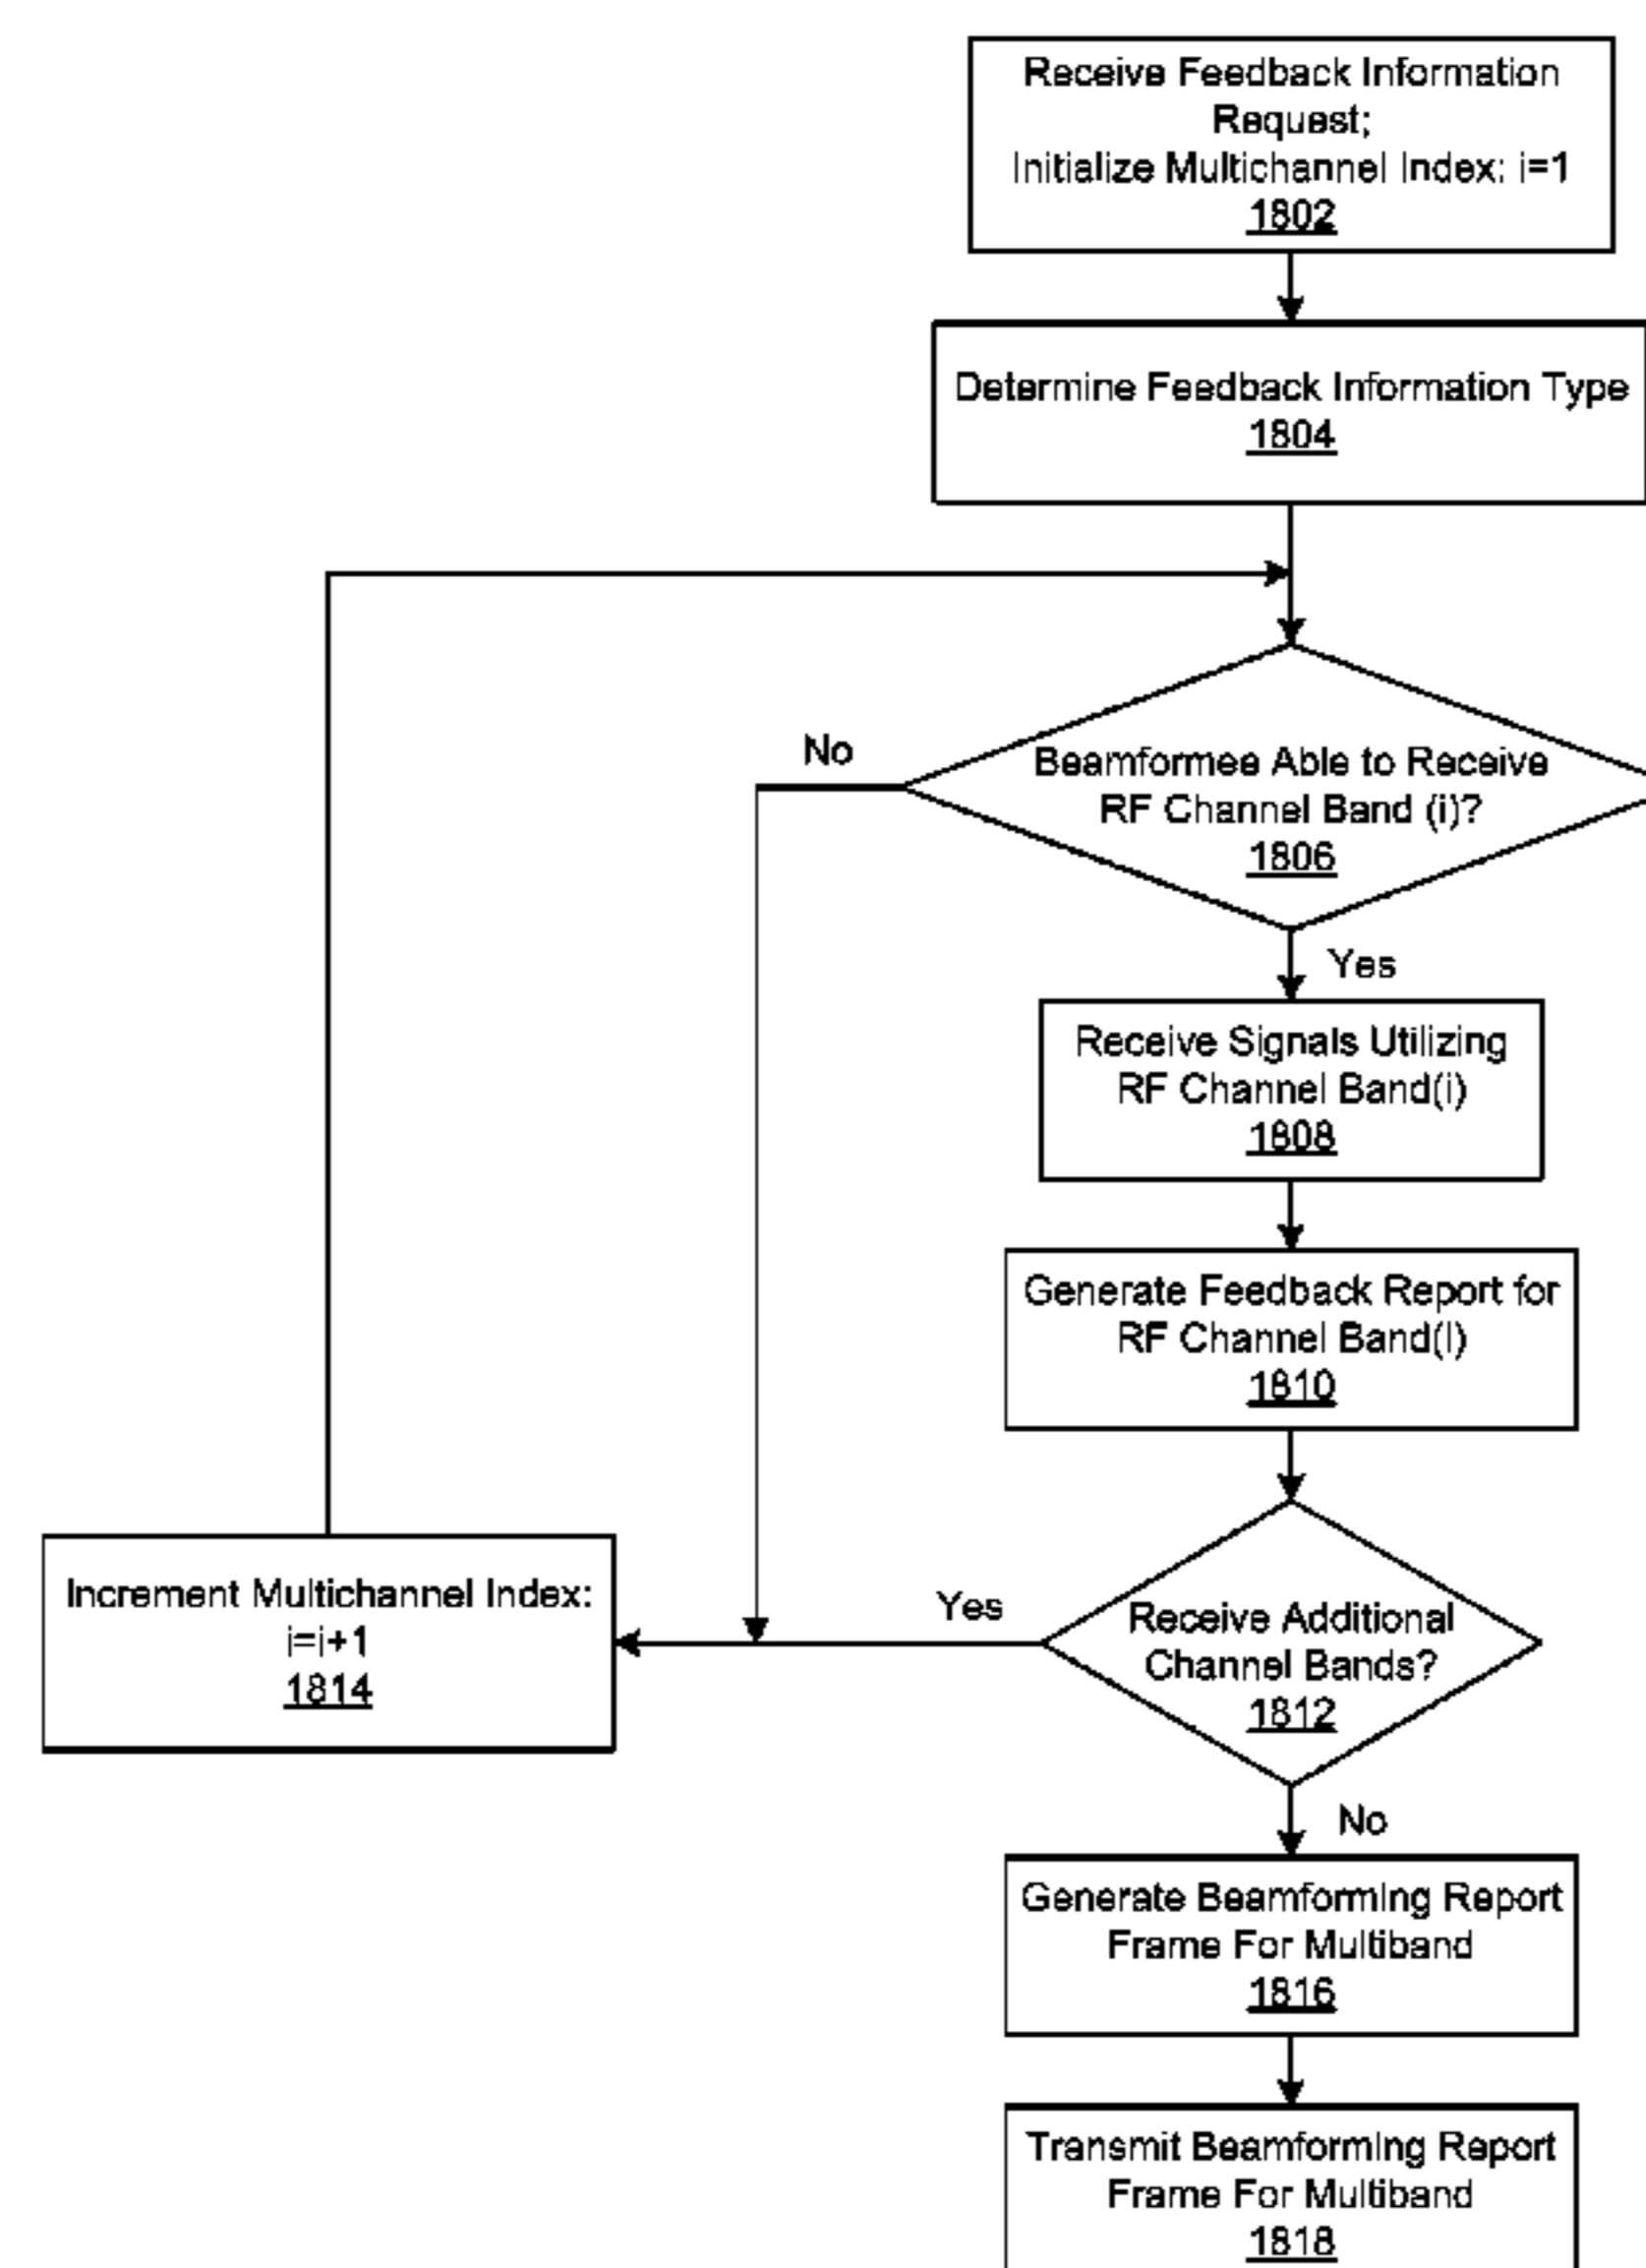 Receive Feedback Information
Request;
Initialize Multichannel Index: i=1
1802
Determine Feedback Information Type
1804
No
Beamformee Able to Receive
RF Channel Band (i)?
1806
Yes
Receive Signals Utilizing
RF Channel Band(i)
1808
Generate Feedback Report for
RF Channel Band(i)
1810
Increment Multichannel Index:
i=i+1
1814
Yes
Receive Additional
Channel Bands?
1812
No
Generate Beamforming Report
Frame For Multiband
1816
Transmit Beamforming Report
Frame For Multiband
1818